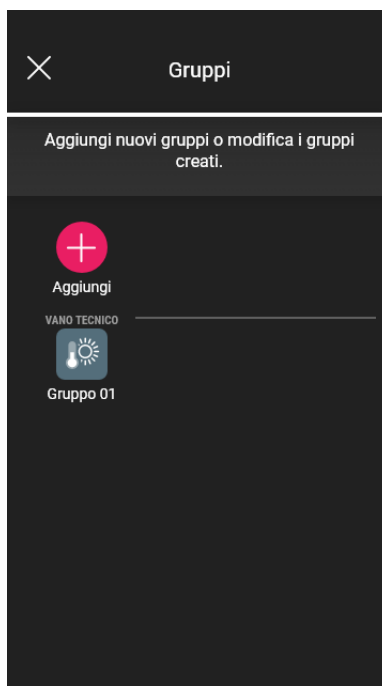 Gruppi
Aggiungi nuovi gruppi o modifica i gruppi
creati.
Aggiungi
VANO TECNICO
Gruppo 01